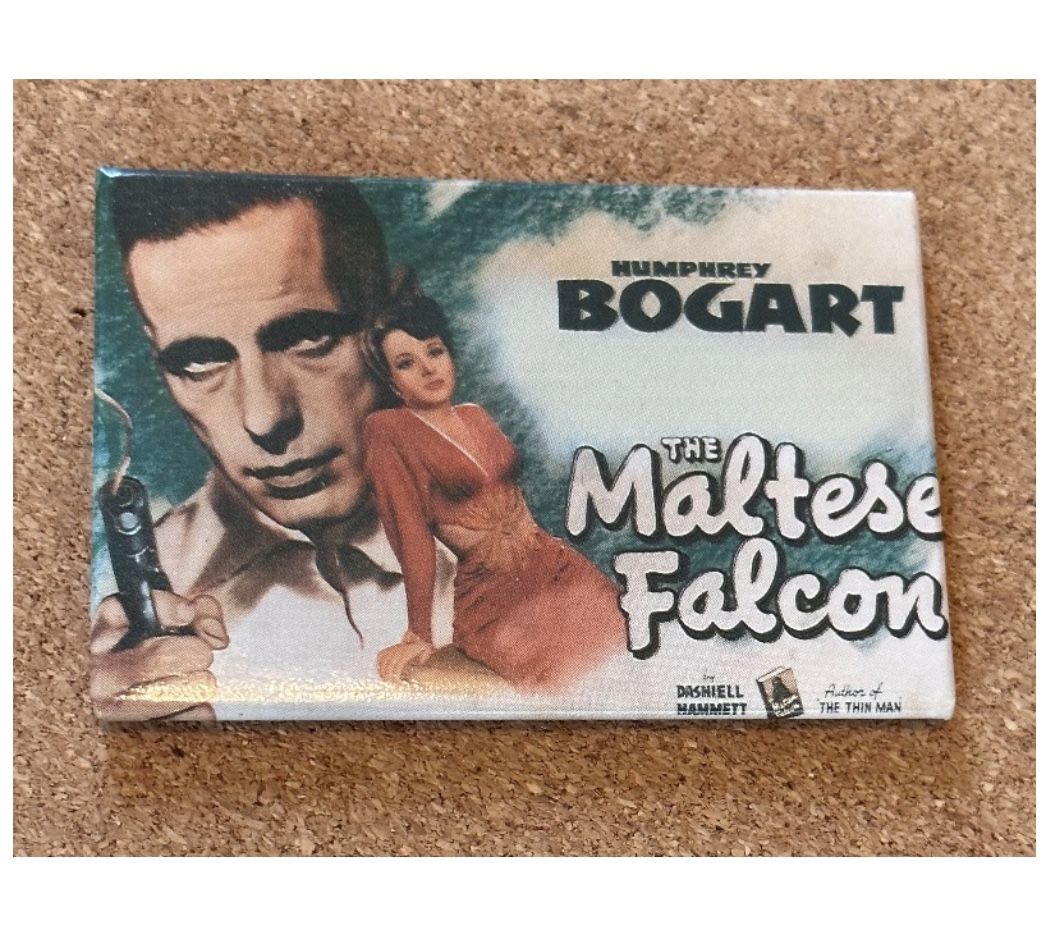 HUMPHREY
BOGART
THE
Maltese
Falcon
by
DASHIELL
HAMMETT
Author of
"THE THIN MAN"